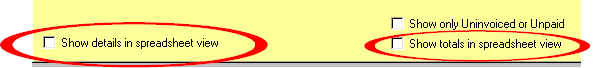 Show only Uninvoiced or Unpaid
Show details in spreadsheet view
Show totals in spreadsheet view